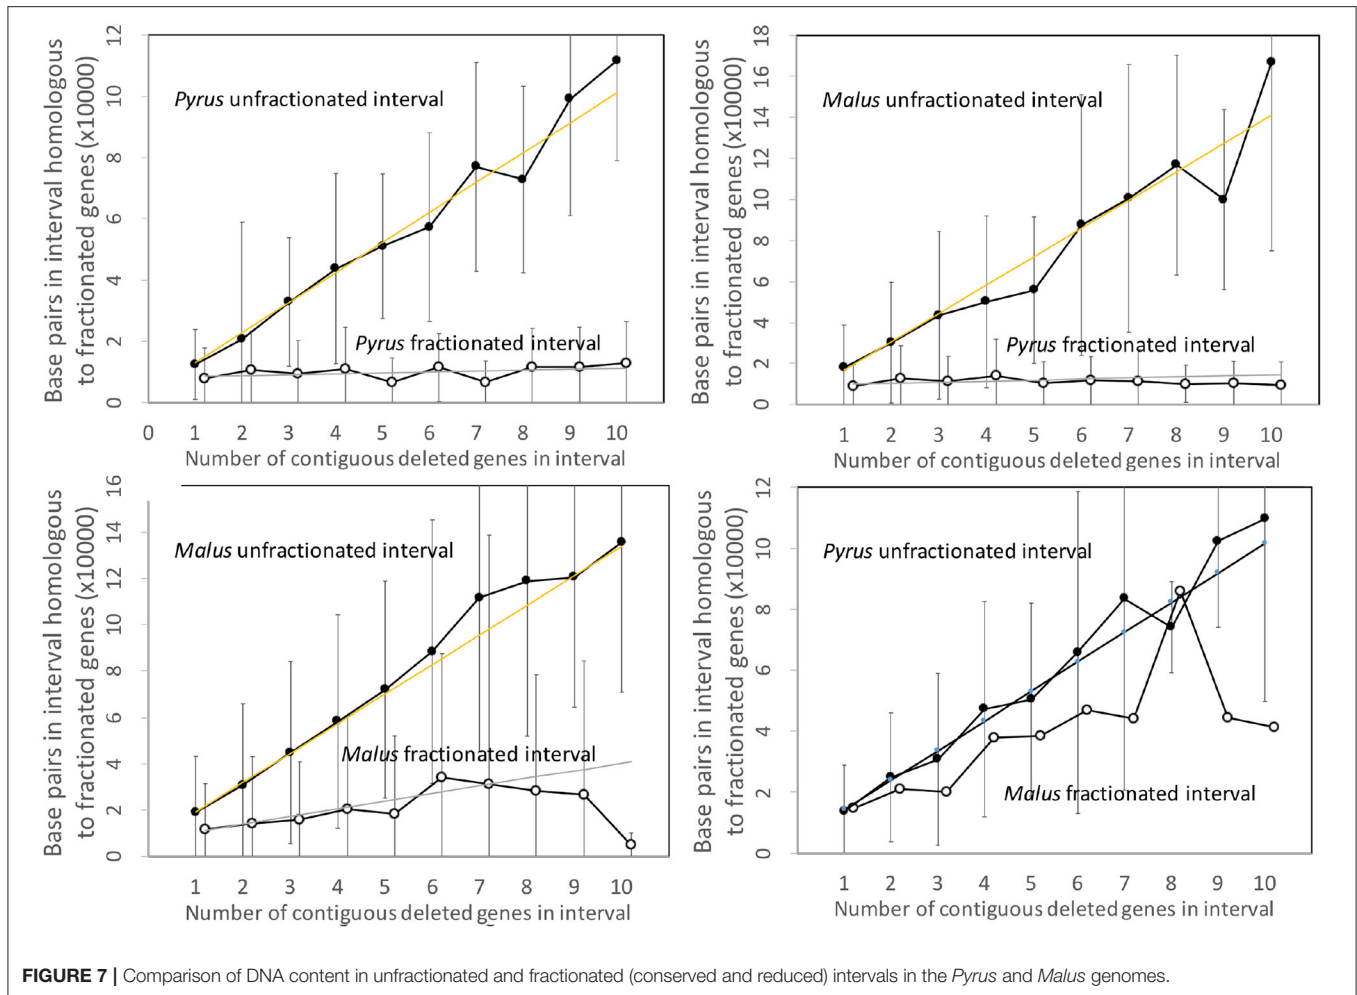 Base pairs in interval homologous
to fractionated genes (x10000)
12
10
8
6
4
2
0
Pyrus unfractionated interval
Pyrus fractionated interval
0 1 2 3 4 5 6 7 8 9 10
Number of contiguous deleted genes in interval
Base pairs in interval homologous
to fractionated genes (x10000)
18
16
14
12
10
8
6
4
2
0
Malus unfractionated interval
Pyrus fractionated interval
1 2 3 4 5 6 7 8 9 10
Number of contiguous deleted genes in interval
Base pairs in interval homologous
to fractionated genes (x10000)
16
14
12
10
8
6
4
2
0
Malus unfractionated interval
Malus fractionated interval
1 2 3 4 5 6 7 8 9 10
Number of contiguous deleted genes in interval
Base pairs in interval homologous
to fractionated genes (x10000)
12
10
8
6
4
2
0
Pyrus unfractionated interval
Malus fractionated interval
1 2 3 4 5 6 7 8 9 10
Number of contiguous deleted genes in interval
FIGURE 7 | Comparison of DNA content in unfractionated and fractionated (conserved and reduced) intervals in the Pyrus and Malus genomes.